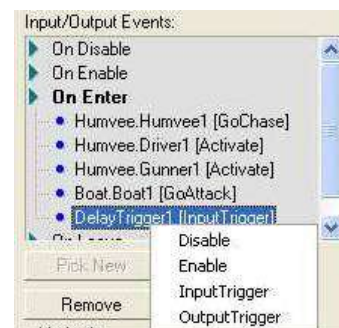 Input/Output Events:
On Disable
On Enable
On Enter
Humvee.Humvee1 [GoChase]
Humvee.Driver1 [Activate]
Humvee.Gunner1 [Activate]
Boat.Boat1 [GoAttack]
DelayTrigger1 [InputTrigger]
Disable
Pick New
Enable
InputTrigger
Remove
OutputTrigger